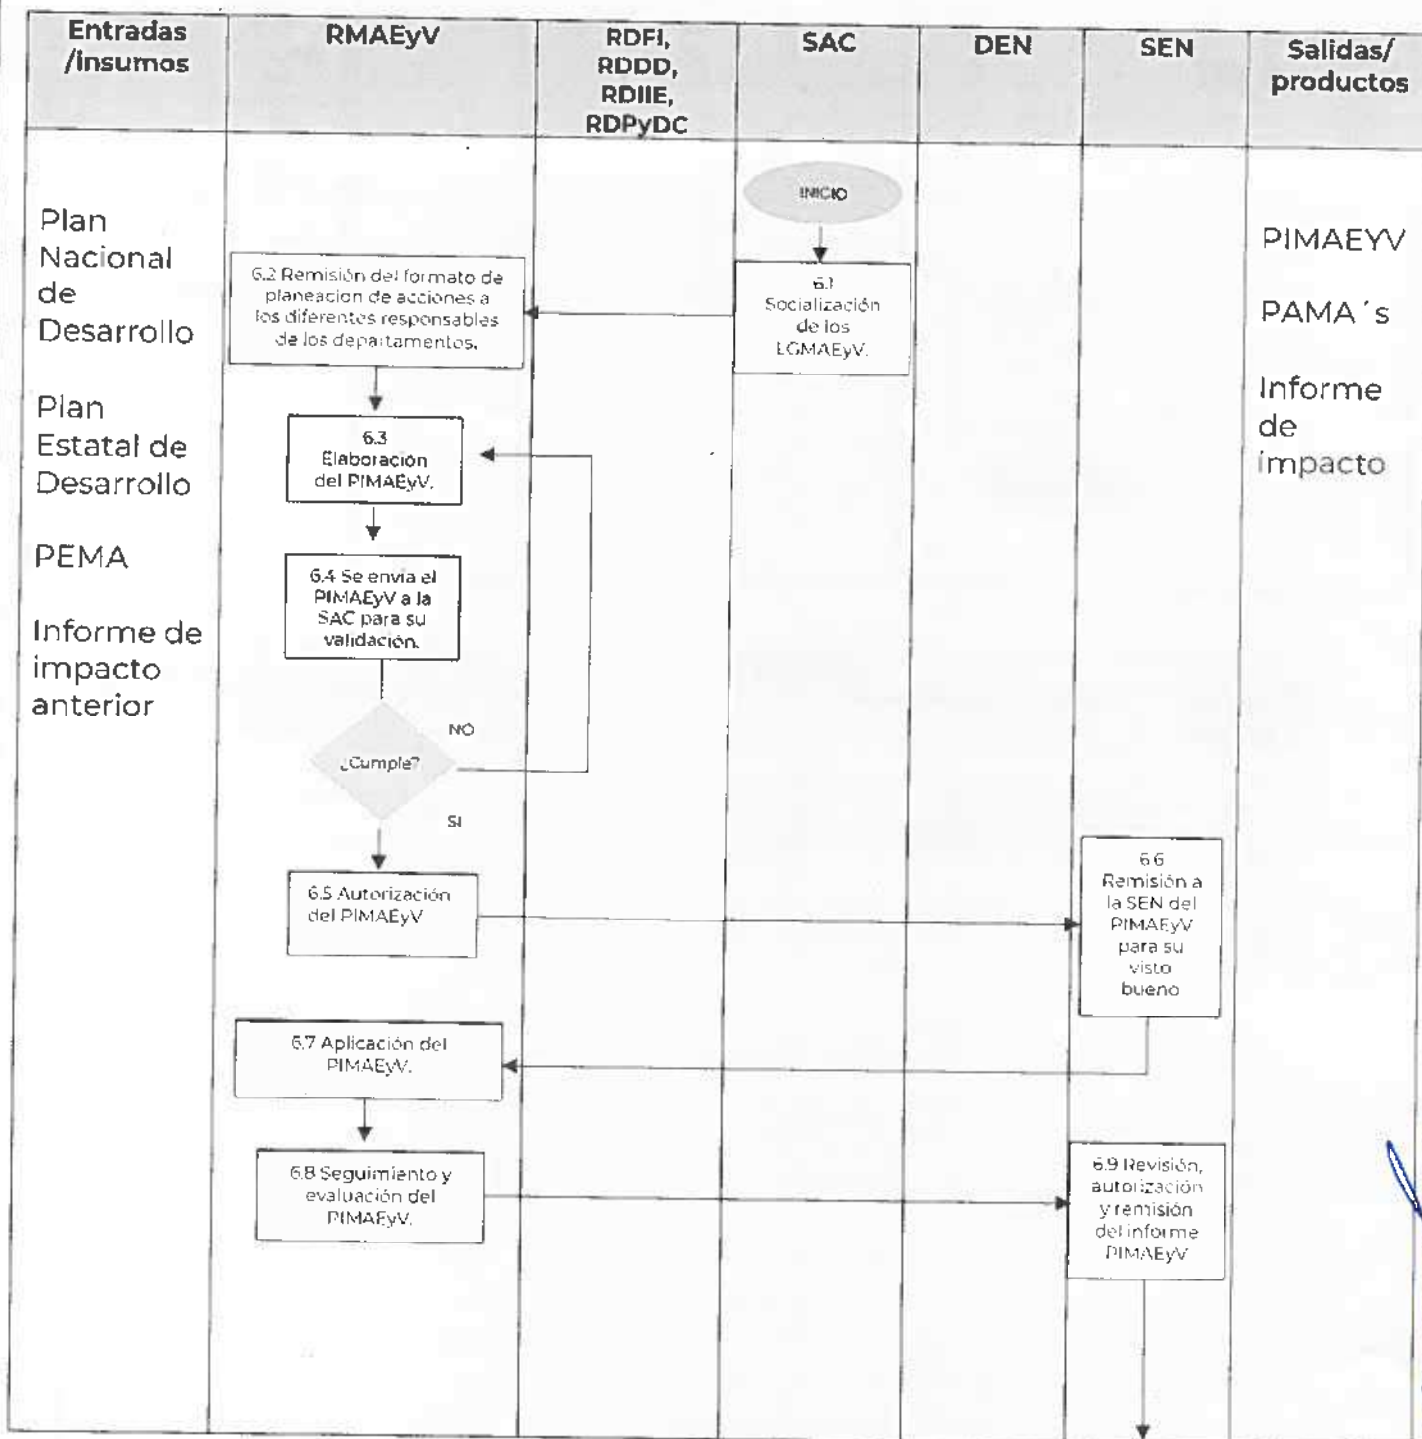 Entradas
/Insumos
RMAEyV
RDFI,
RDDD,
RDIIE,
RDPyDC
SAC
DEN
SEN
Salidas/
productos
Plan
Nacional
de
Desarrollo
Plan
Estatal de
Desarrollo
PEMA
Informe de
impacto
anterior
INICIO
6.1
Socialización
de los
LGMAEyV.
6.2 Remisión del formato de
planeacion de acciones a
los diferentes responsables
de los departamentos.
6.3
Elaboración
del PIMAEyV.
6.4 Se envia el
PIMAEyV a la
SAC para su
validación.
¿Cumple?
NO
SI
6.5 Autorización
del PIMAEyV
6.6
Remisión a
la SEN del
PIMAEyV
para su
visto
bueno
6.7 Aplicación del
PIMAEyV.
6.8 Seguimiento y
evaluación del
PIMAEyV.
6.9 Revisión,
autorización
y remisión
del informe
PIMAEyV
PIMAEYV
PAMA´s
Informe
de
impacto